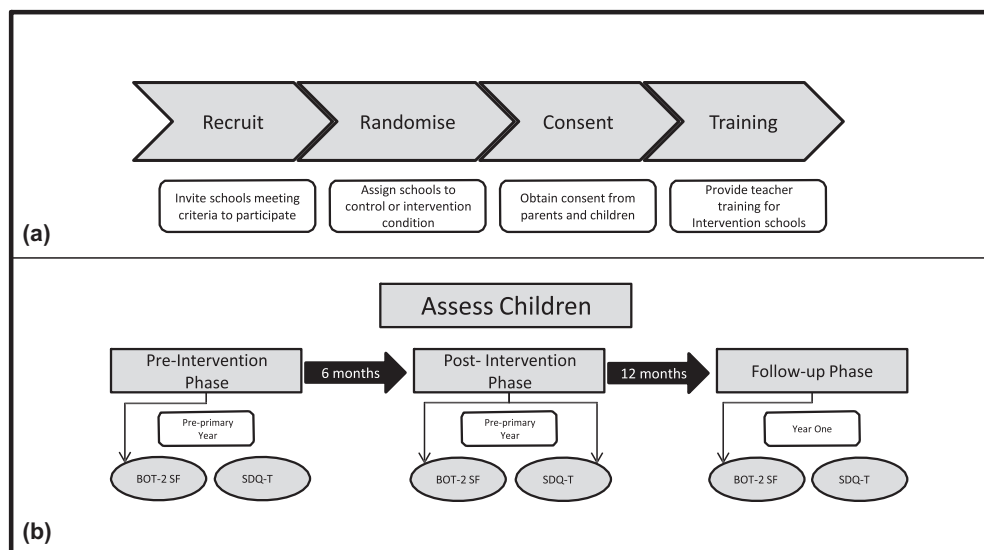 Recruit
Randomise
Consent
Training
Invite schools meeting
criteria to participate
Assign schools to
control or intervention
condition
Obtain consent from
parents and children
Provide teacher
training for
Intervention schools
(a)
Assess Children
Pre-Intervention
Phase
6 months
Post- Intervention
Phase
12 months
Follow-up Phase
Pre-primary
Year
Pre-primary
Year
Year One
BOT-2 SF
SDQ-T
BOT-2 SF
SDQ-T
BOT-2 SF
SDQ-T
(b)